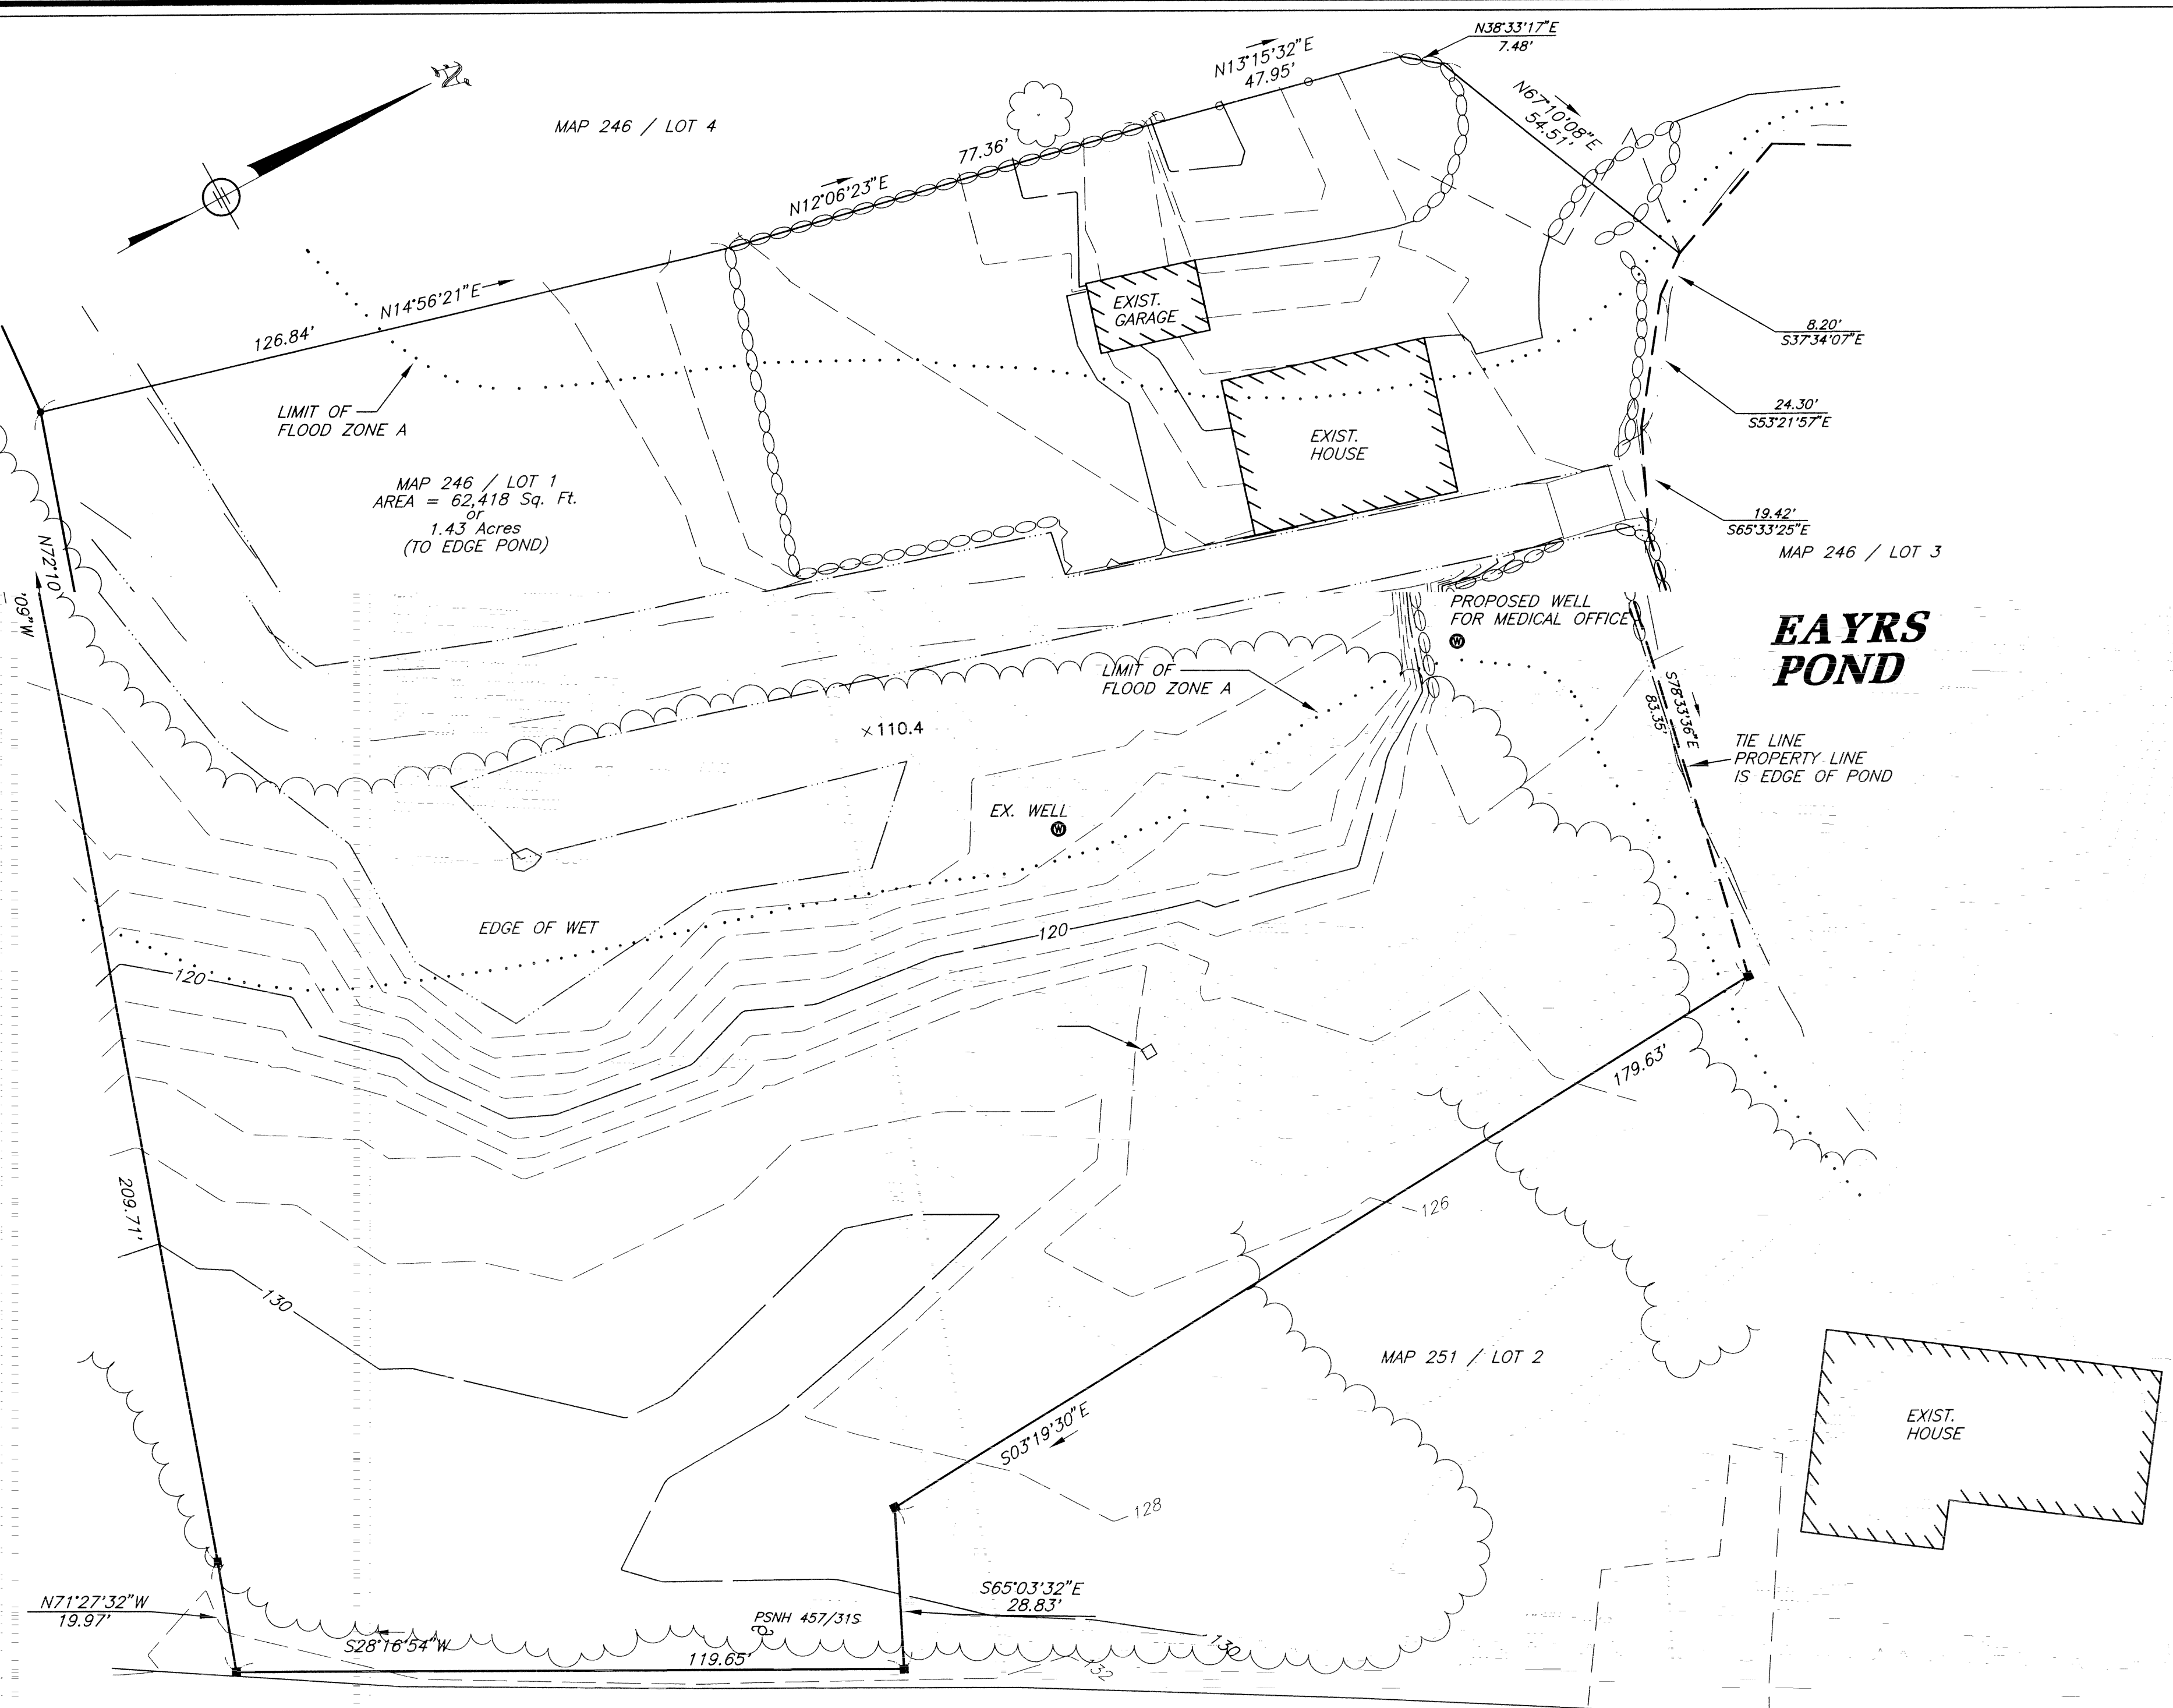 N38°33'17"E
7.48'
N13°15'32"E
47.95'
N
MAP 246 / LOT 4
N67°10'08"E
54.51'
77.36'
N12°06'23"E
N14°56'21"E
126.84'
EXIST.
GARAGE
8.20'
S37°34'07"E
LIMIT OF
FLOOD ZONE A
24.30'
S53°21'57"E
EXIST.
HOUSE
MAP 246 / LOT 1
AREA = 62,418 Sq. Ft.
or
1.43 Acres
(TO EDGE POND)
19.42'
S65°33'25"E
MAP 246 / LOT 3
N72°10'
'09"W
PROPOSED WELL
FOR MEDICAL OFFICE
W
EAYRS
POND
LIMIT OF
FLOOD ZONE A
S78°33'36"E
83.35'
×110.4
TIE LINE
PROPERTY LINE
IS EDGE OF POND
EX. WELL
W
EDGE OF WET
120
120
179.63'
209.71'
126
130
MAP 251 / LOT 2
S03°19'30"E
EXIST.
HOUSE
128
N71°27'32"W
19.97'
S65°03'32"E
28.83'
PSNH 457/31S
S28°16'54"W
119.65'
130
132